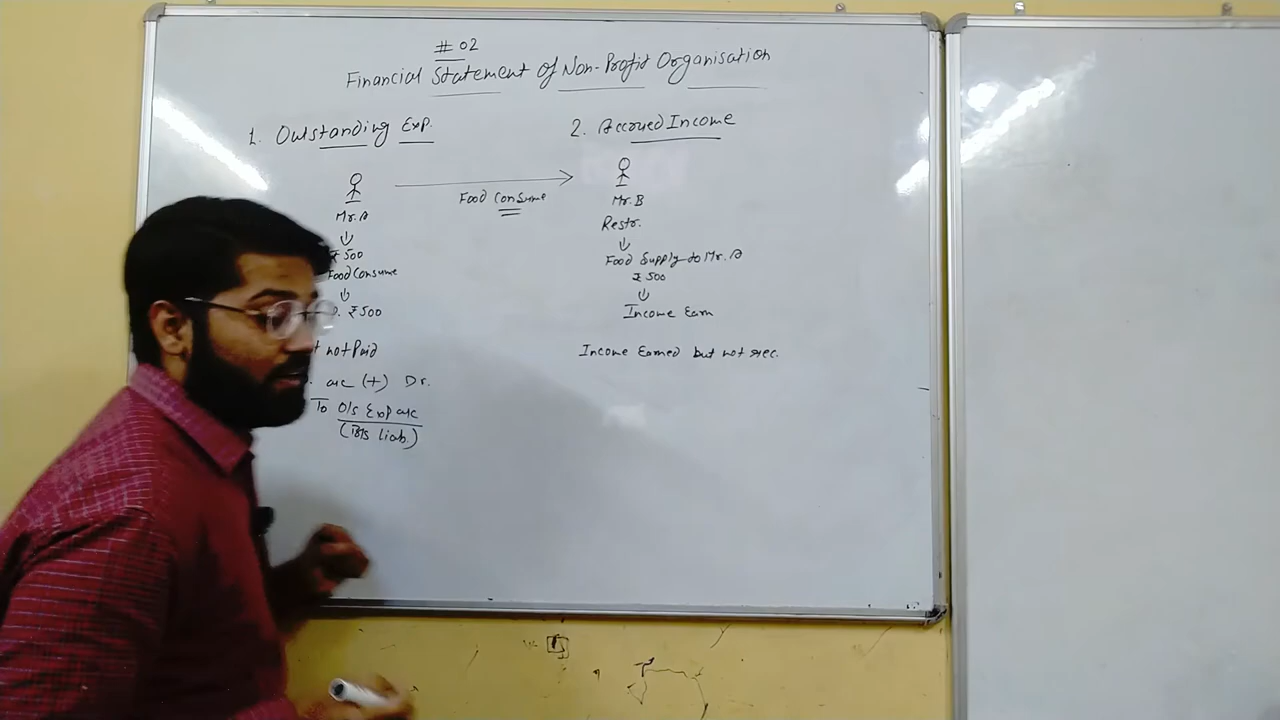 # 02
Financial Statement of Non-Profit Organisation
1. Outstanding Exp.
Mr. A
₹ 500
Food Consume
₹ 500
not Paid
a/c (+) Dr.
To O/s Exp a/c
(B/s Liab.)
Food Consume
2. Accrued Income
Mr. B
Restr.
Food Supply to Mr. A
₹ 500
Income Earn
Income Earned but not rec.